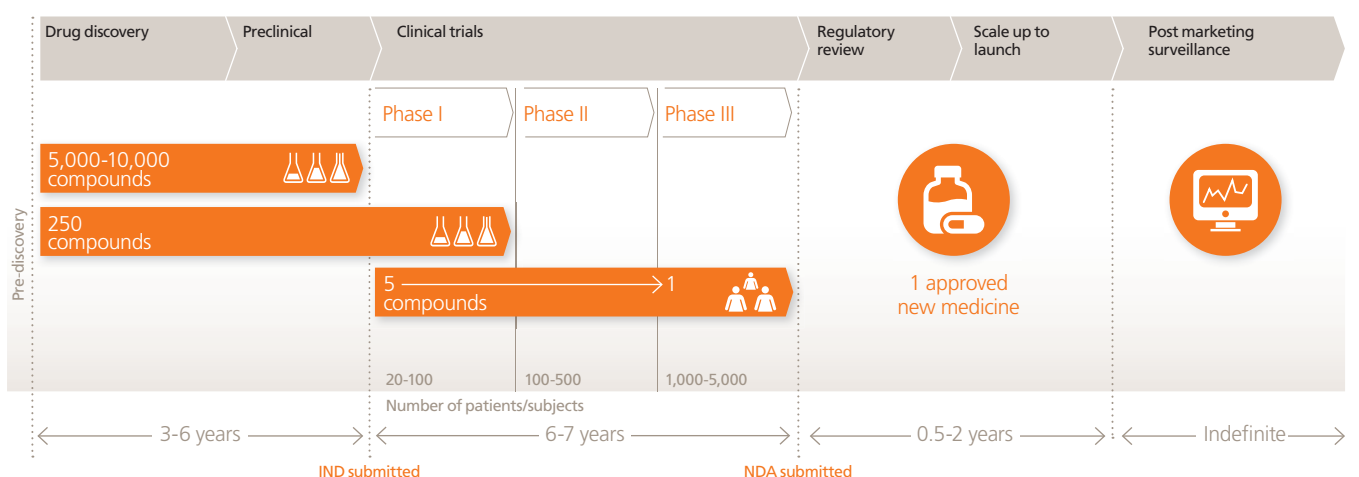 Drug discovery
Preclinical
Clinical trials
Regulatory
review
Scale up to
launch
Post marketing
surveillance
Phase I
Phase II
Phase III
5,000-10,000
compounds
250
compounds
5
compounds
1
Pre-discovery
1 approved
new medicine
20-100
100-500
1,000-5,000
Number of patients/subjects
3-6 years
6-7 years
0.5-2 years
Indefinite
IND submitted
NDA submitted